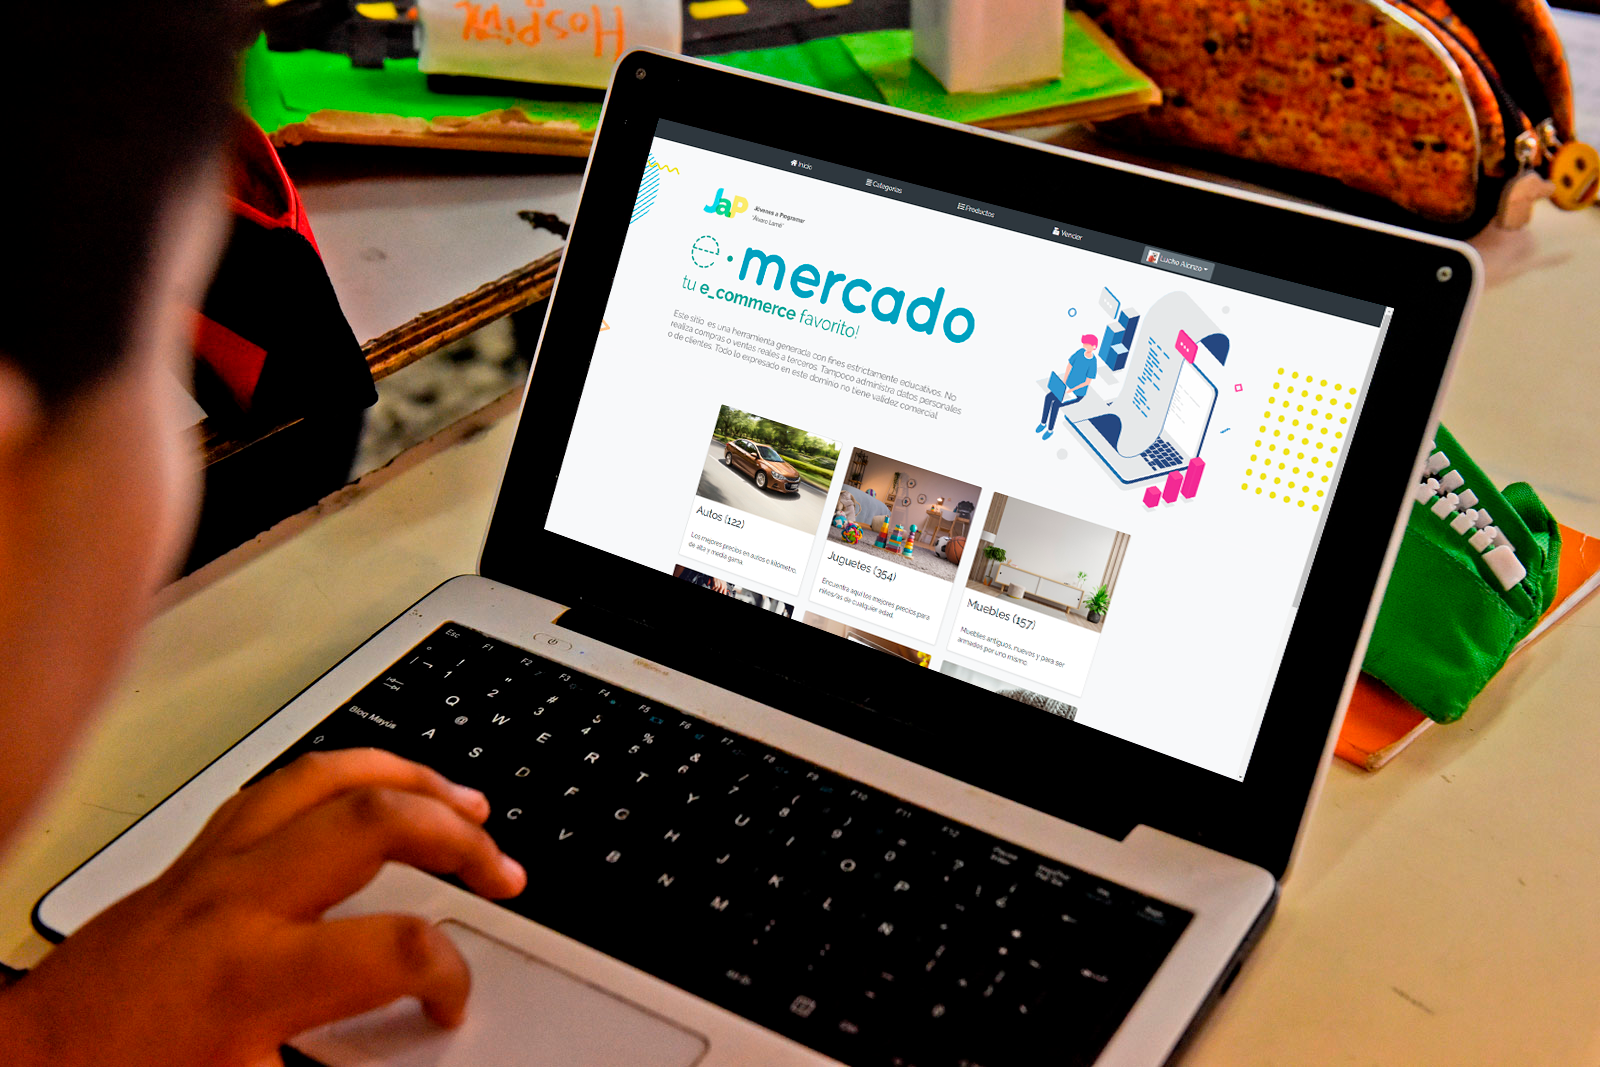 Hospital
Inicio
Categorías
Productos
Vender
Lucho Alonzo
JaP
Jóvenes a Programar
"Álvaro Lamé"
e·mercado
tu e_commerce favorito!
Este sitio es una herramienta generada con fines estrictamente educativos. No
realiza compras o ventas reales a terceros. Tampoco administra datos personales
o de clientes. Todo lo expresado en este dominio no tiene validez comercial.
Autos (122)
Los mejores precios en autos 0 kilómetro,
de alta y media gama.
Juguetes (354)
Encuentra aquí los mejores precios para
niños/as de cualquier edad.
Muebles (157)
Muebles antiguos, nuevos y para ser
armados por uno mismo.
Esc F1 F2 F3 F4 F5 F6 F7 F8 F9 F10 F11 F12
1 2 3 4 5 6 7 8 9 0
Q W E R T Y U I O P
Bloq Mayús A S D F G H J K L Ñ
C V B N M